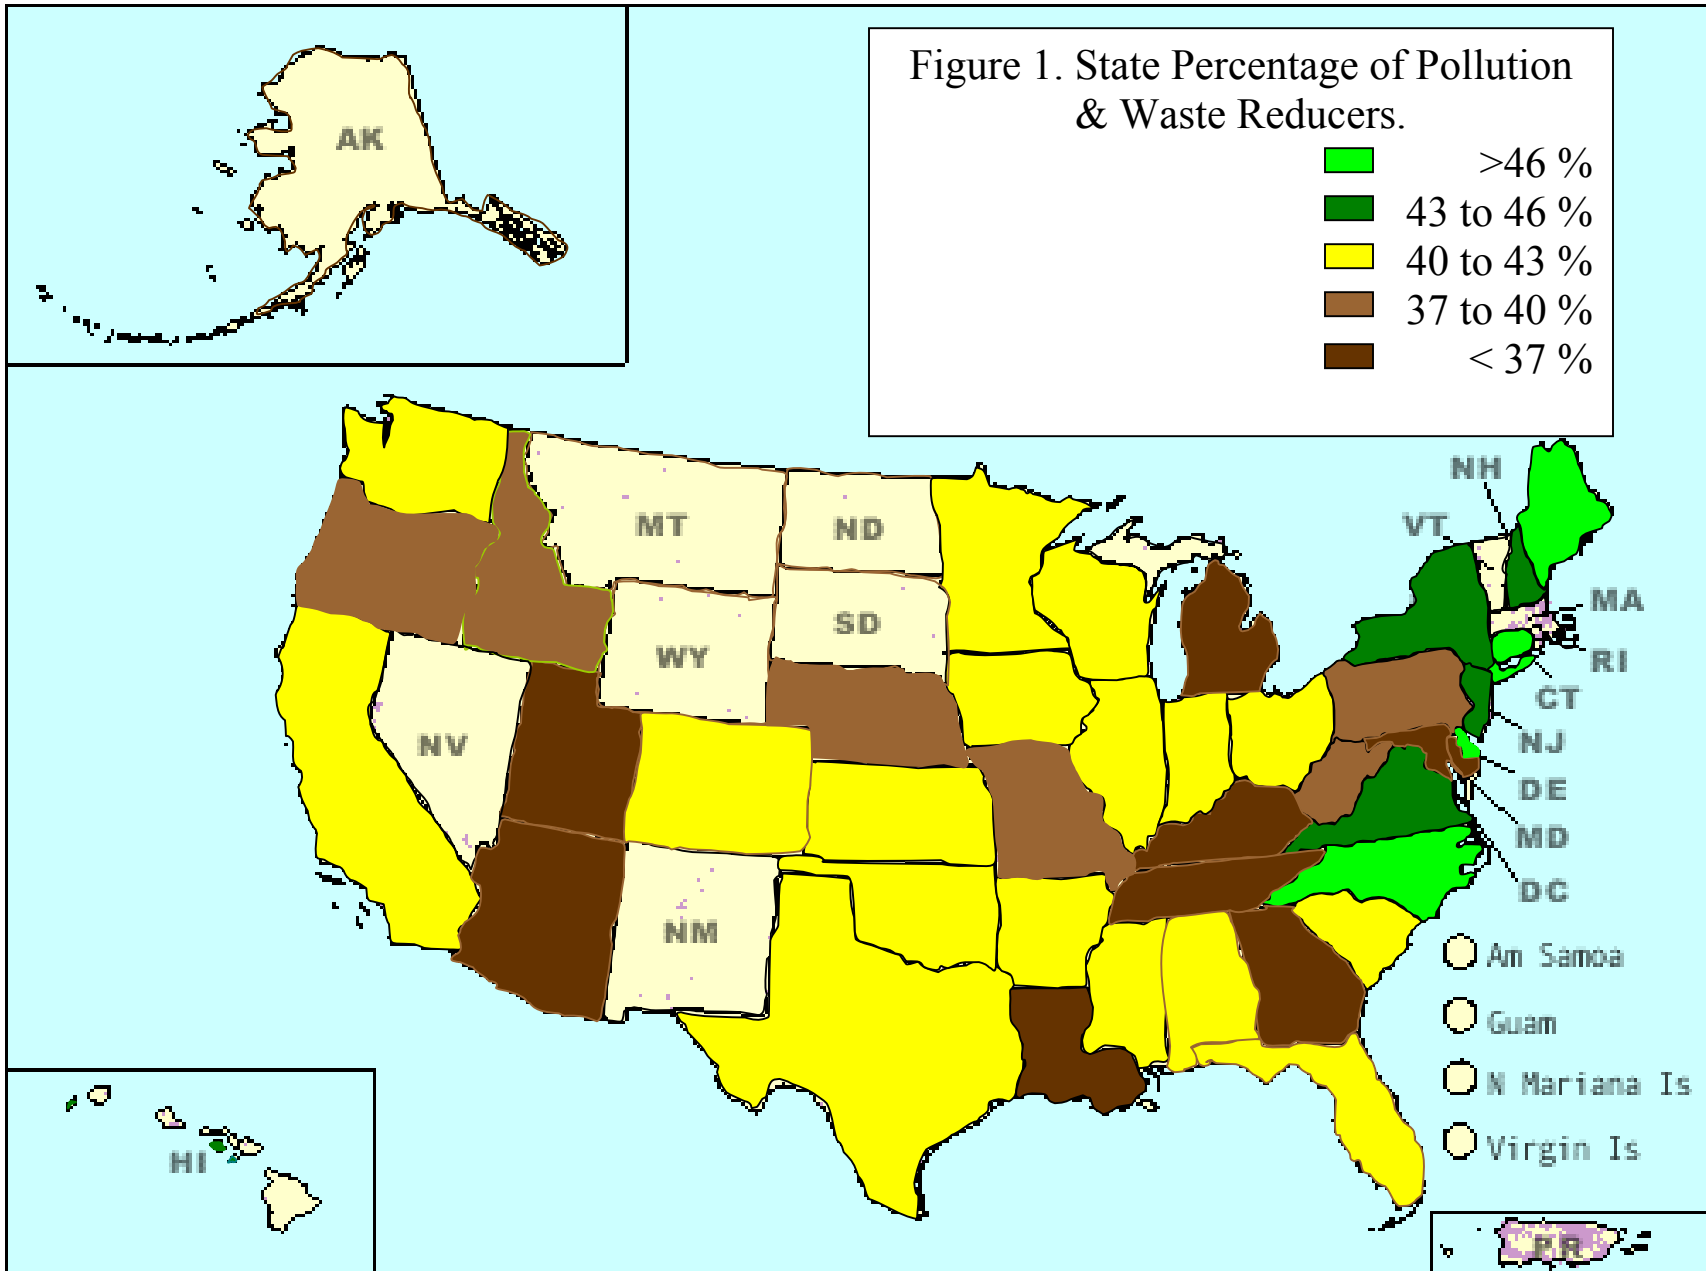 Figure 1. State Percentage of Pollution
& Waste Reducers.
>46 %
43 to 46 %
40 to 43 %
37 to 40 %
< 37 %
AK
NH
VT
MT
ND
MA
SD
WY
RI
CT
NV
NJ
DE
MD
DC
NM
Am Samoa
Guam
N Mariana Is
Virgin Is
HI
PR